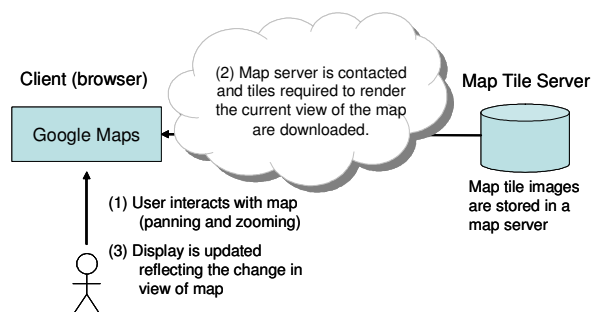 Client (browser)
Google Maps
(2) Map server is contacted
and tiles required to render
the current view of the map
are downloaded.
Map Tile Server
Map tile images
are stored in a
map server
(1) User interacts with map
(panning and zooming)
(3) Display is updated
reflecting the change in
view of map